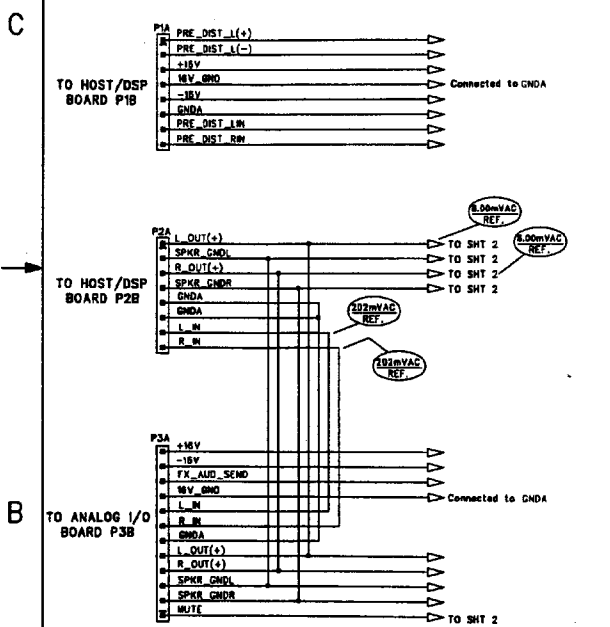 C
P1A
PRE_DIST_L(+)
PRE_DIST_L(-)
+15V
15V_GND
-15V
GNDA
PRE_DIST_LIN
PRE_DIST_RIN
TO HOST/DSP
BOARD P1B
Connected to GNDA
P2A
L_OUT(+)
SPKR_GNDL
R_OUT(+)
SPKR_GNDR
GNDA
GNDA
L_IN
R_IN
TO HOST/DSP
BOARD P2B
8.00mVAC
REF.
8.00mVAC
REF.
TO SHT 2
TO SHT 2
TO SHT 2
TO SHT 2
202mVAC
REF.
202mVAC
REF.
B
P3A
+15V
-15V
FX_AUD_SEND
15V_GND
L_IN
R_IN
GNDA
L_OUT(+)
R_OUT(+)
SPKR_GNDL
SPKR_GNDR
MUTE
TO ANALOG I/O
BOARD P3B
Connected to GNDA
TO SHT 2